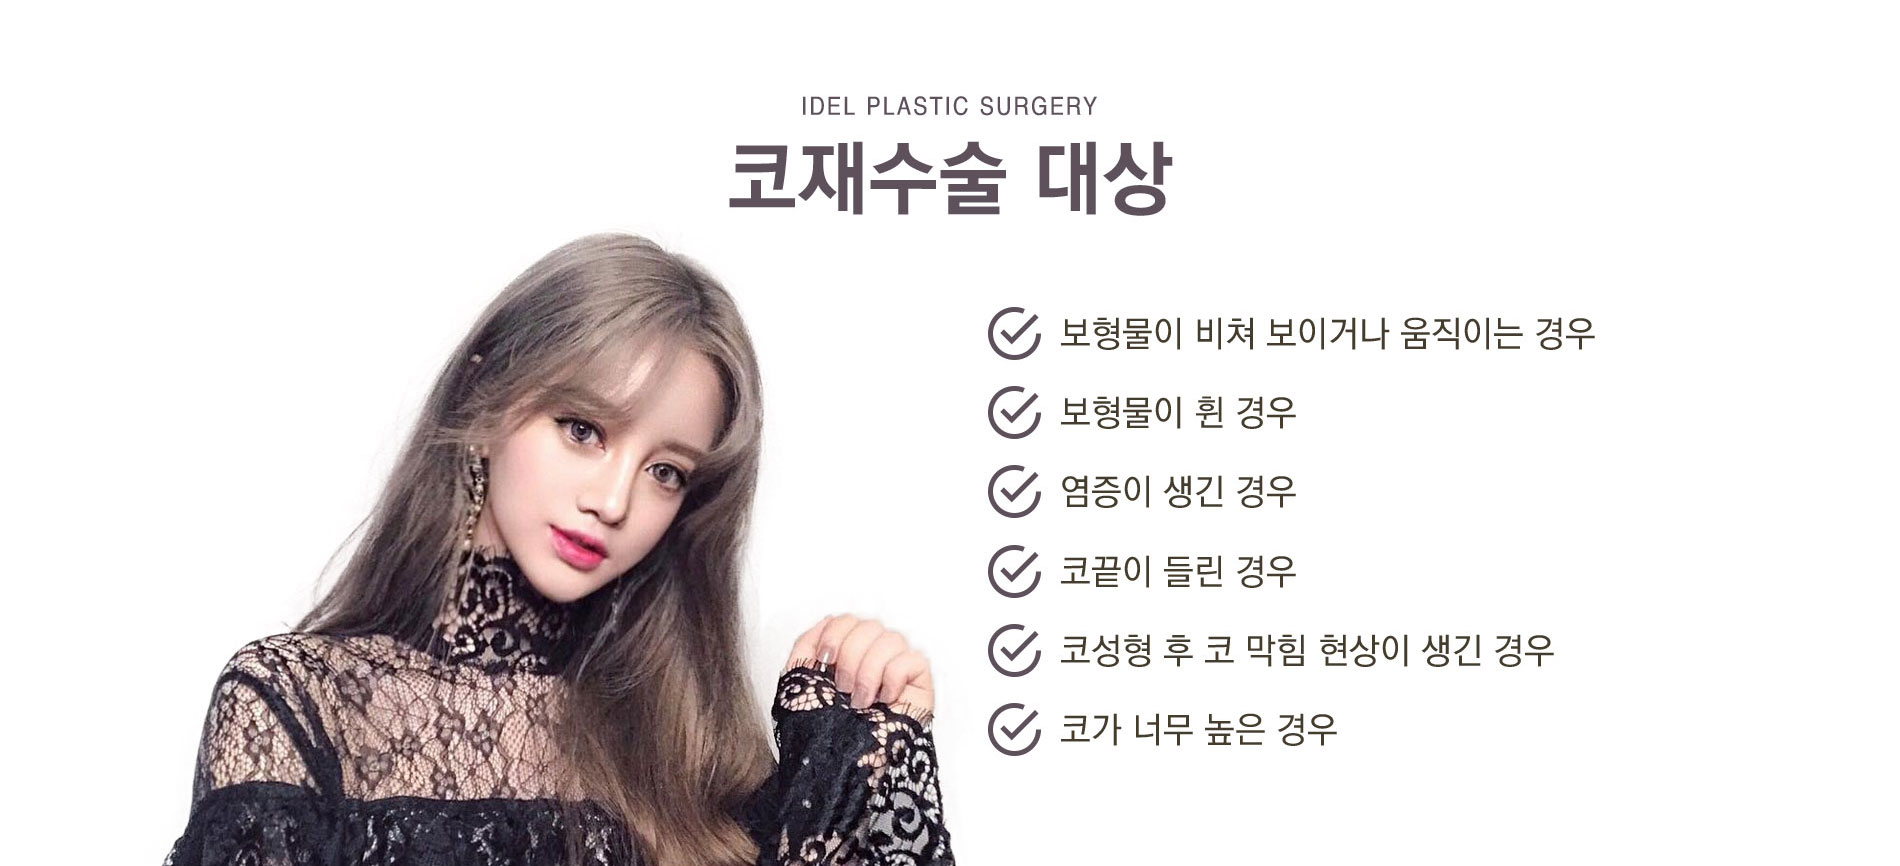 IDEL PLASTIC SURGERY
코재수술 대상
보형물이 비쳐 보이거나 움직이는 경우
보형물이 휜 경우
염증이 생긴 경우
코끝이 들린 경우
코성형 후 코 막힘 현상이 생긴 경우
코가 너무 높은 경우